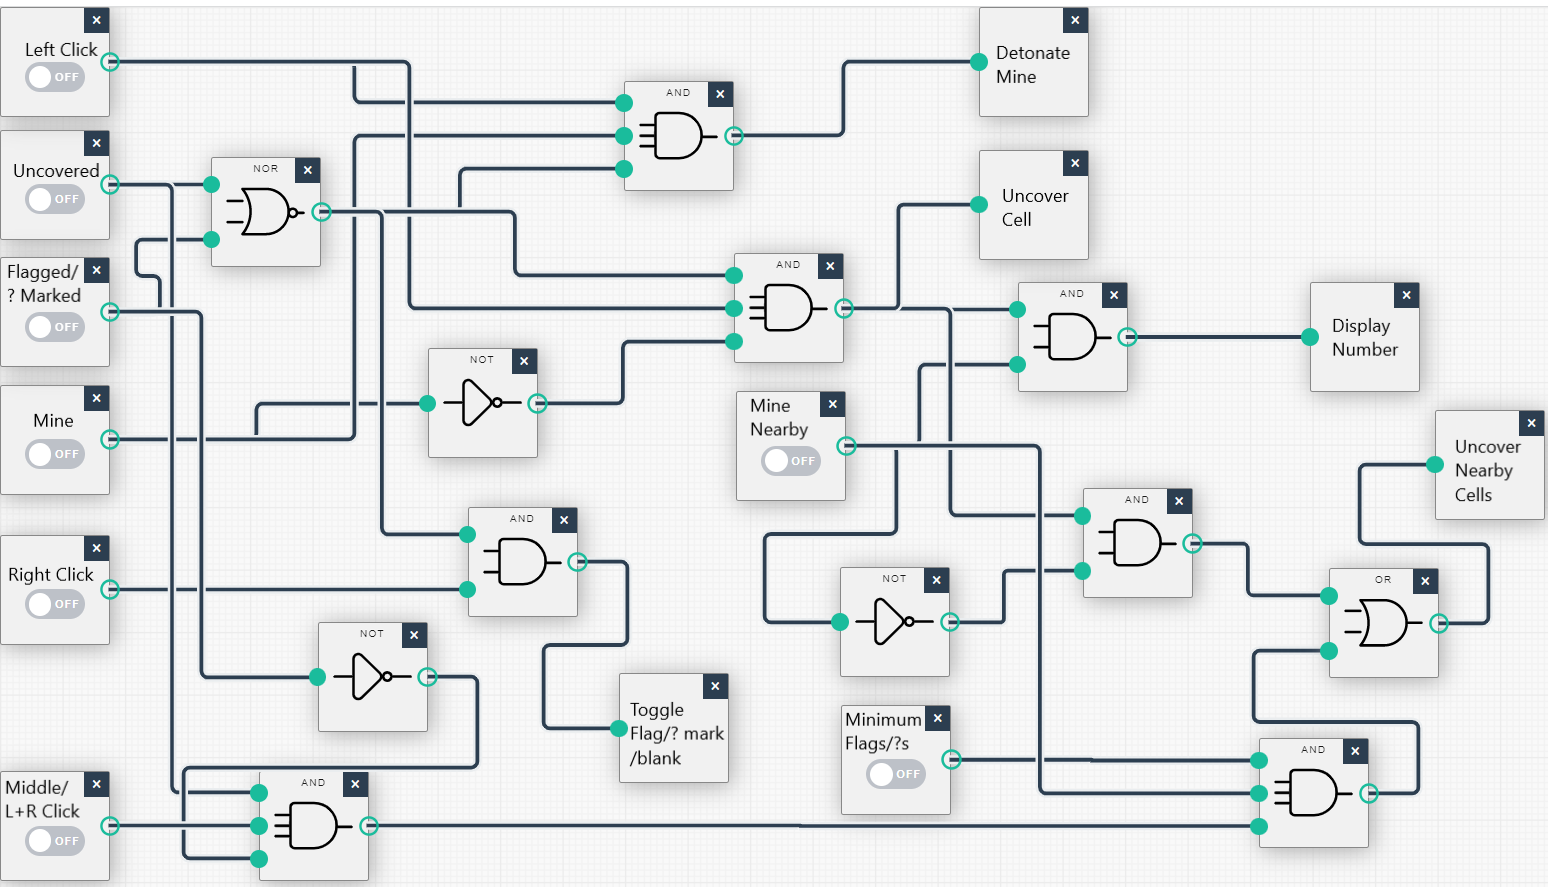 Left Click
OFF
Detonate
Mine
AND
Uncovered
OFF
NOR
Uncover
Cell
Flagged/
? Marked
OFF
AND
AND
Display
Number
NOT
Mine
OFF
Mine
Nearby
OFF
Uncover
Nearby
Cells
AND
AND
Right Click
OFF
NOT
OR
NOT
Toggle
Flag/? mark
/blank
Minimum
Flags/?s
OFF
AND
Middle/
L+R Click
OFF
AND